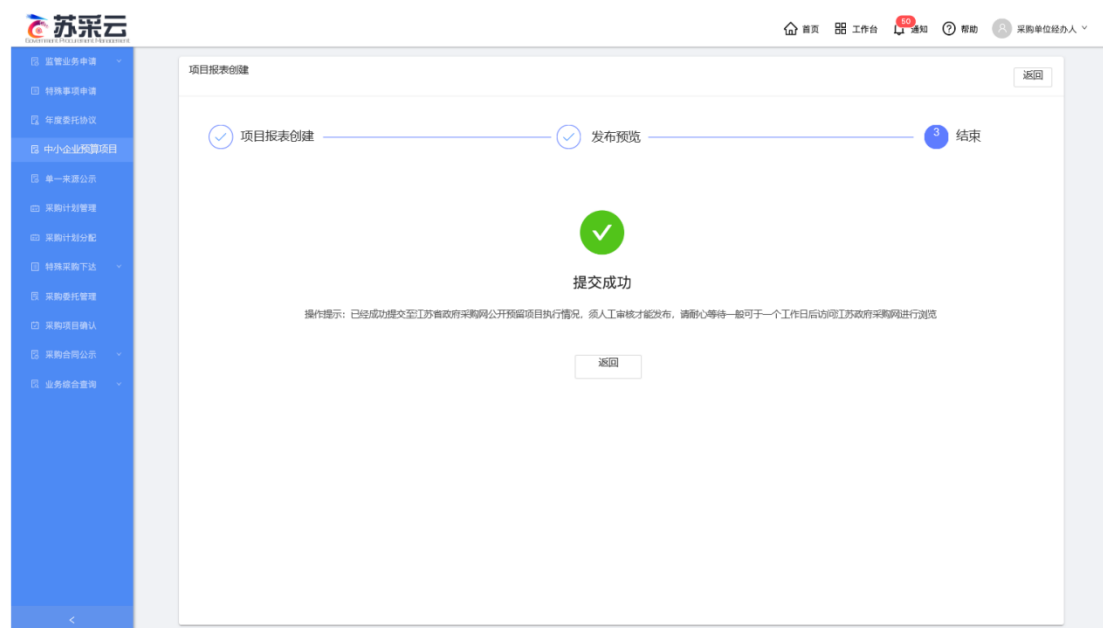 苏采云
Government Procurement Management
首页 工作台 50 通知 帮助 采购单位经办人
监管业务申请
特殊事项申请
年度委托协议
中小企业预算项目
单一来源公示
采购计划管理
采购计划分配
特殊采购下达
采购委托管理
采购项目确认
采购合同公示
业务综合查询
项目报表创建
返回
项目报表创建 发布预览 3 结束
提交成功
操作提示：已经成功提交至江苏省政府采购网公开预留项目执行情况，须人工审核才能发布，请耐心等待一般可于一个工作日后访问江苏政府采购网进行浏览
返回